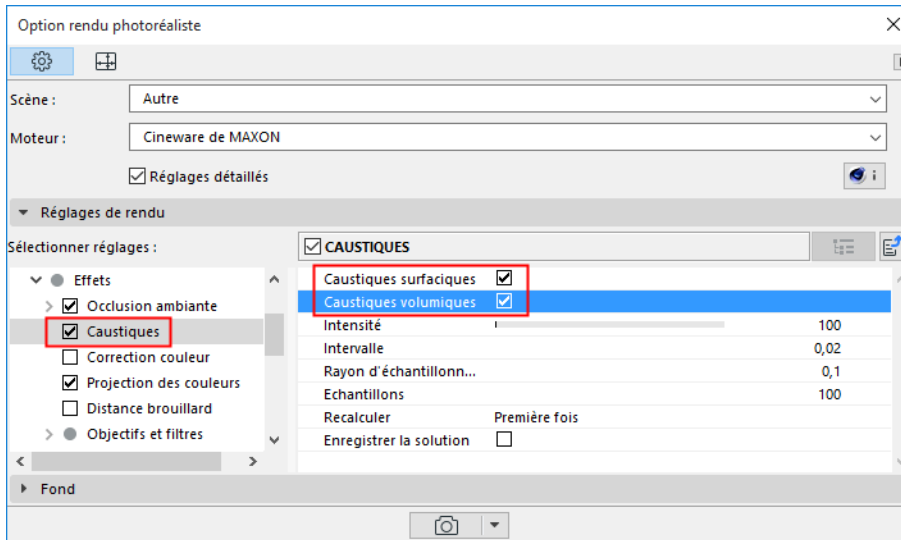 Option rendu photoréaliste
Scène : Autre
Moteur : Cineware de MAXON
Réglages détaillés
i
Réglages de rendu
Sélectionner réglages :
CAUSTIQUES
Effets
Occlusion ambiante
Caustiques
Correction couleur
Projection des couleurs
Distance brouillard
Objectifs et filtres
Caustiques surfaciques
Caustiques volumiques
Intensité 100
Intervalle 0,02
Rayon d'échantillonn... 0,1
Echantillons 100
Recalculer Première fois
Enregistrer la solution
Fond